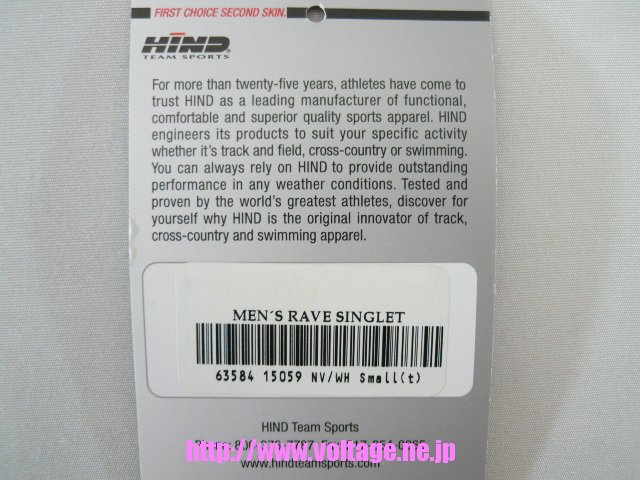 FIRST CHOICE SECOND SKIN.
HIND
TEAM SPORTS
For more than twenty-five years, athletes have come to
trust HIND as a leading manufacturer of functional,
comfortable and superior quality sports apparel. HIND
engineers its products to suit your specific activity
whether it's track and field, cross-country or swimming.
You can always rely on HIND to provide outstanding
performance in any weather conditions. Tested and
proven by the world's greatest athletes, discover for
yourself why HIND is the original innovator of track,
cross-country and swimming apparel.
MEN´S RAVE SINGLET
63584 15059 NV/WH Small(t)
HIND Team Sports
http://www.voltage.ne.jp
www.hindteamsports.com